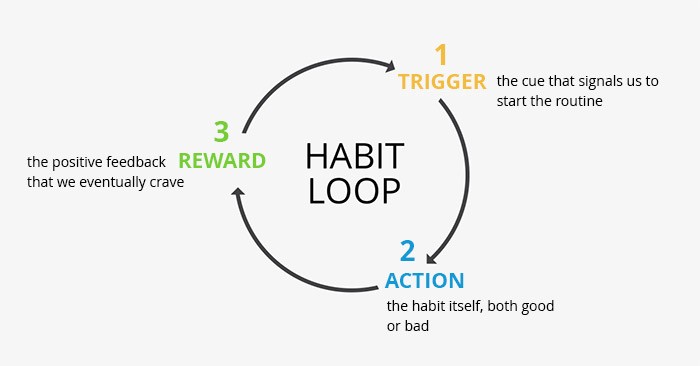 1
TRIGGER
the cue that signals us to
start the routine
HABIT
LOOP
2
ACTION
the habit itself, both good
or bad
3
REWARD
the positive feedback
that we eventually crave